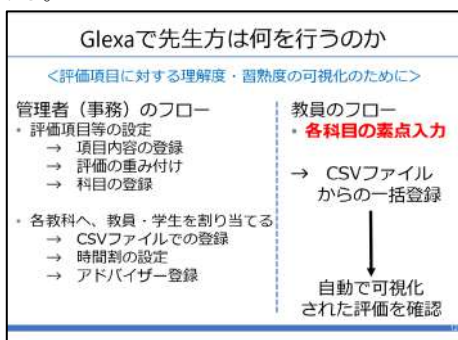 Glexaで先生方は何を行うのか
<評価項目に対する理解度・習熟度の可視化のために>
管理者（事務）のフロー
• 評価項目等の設定
→ 項目内容の登録
→ 評価の重み付け
→ 科目の登録
• 各教科へ、教員・学生を割り当てる
→ CSVファイルでの登録
→ 時間割の設定
→ アドバイザー登録
教員のフロー
• 各科目の素点入力
→ CSVファイル
からの一括登録
自動で可視化
された評価を確認